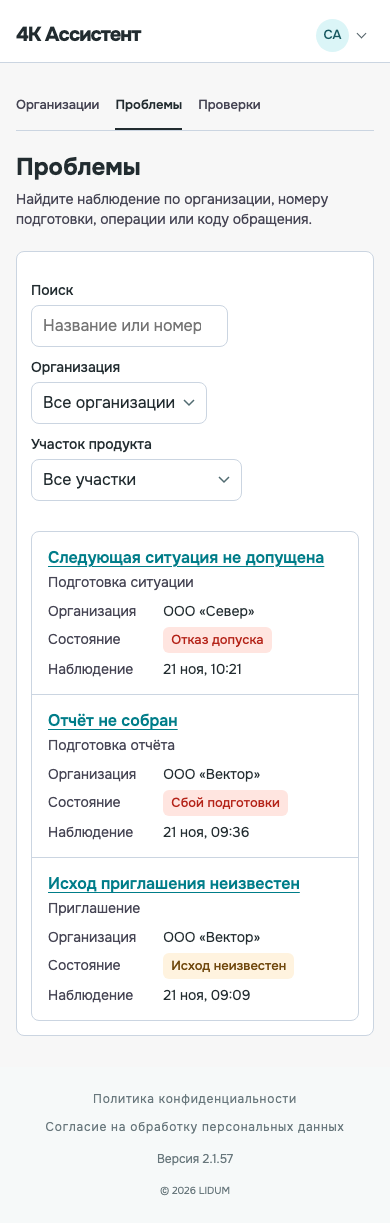 4К Ассистент
СА
Организации Проблемы Проверки
Проблемы
Найдите наблюдение по организации, номеру
подготовки, операции или коду обращения.
Поиск
Название или номер
Организация
Все организации
Участок продукта
Все участки
Следующая ситуация не допущена
Подготовка ситуации
Организация ООО «Север»
Состояние Отказ допуска
Наблюдение 21 ноя, 10:21
Отчёт не собран
Подготовка отчёта
Организация ООО «Вектор»
Состояние Сбой подготовки
Наблюдение 21 ноя, 09:36
Исход приглашения неизвестен
Приглашение
Организация ООО «Вектор»
Состояние Исход неизвестен
Наблюдение 21 ноя, 09:09
Политика конфиденциальности
Согласие на обработку персональных данных
Версия 2.1.57
© 2026 LIDUM